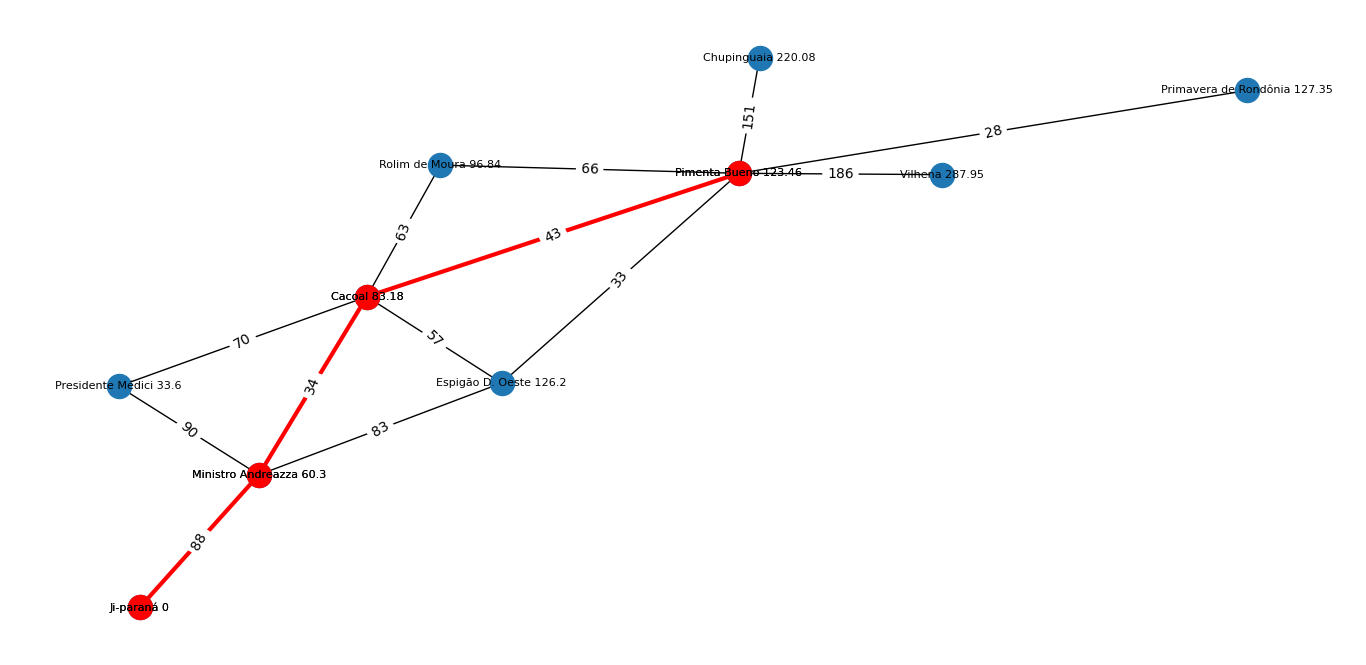 Chupinguaia 220.08
Primavera de Rondônia 127.35
151
28
Rolim de Moura 96.84
66
Pimenta Bueno 123.46
186
Vilhena 287.95
63
43
33
Cacoal 83.18
70
57
Presidente Médici 33.6
34
Espigão D. Oeste 126.2
90
83
Ministro Andreazza 60.3
88
Ji-paraná 0